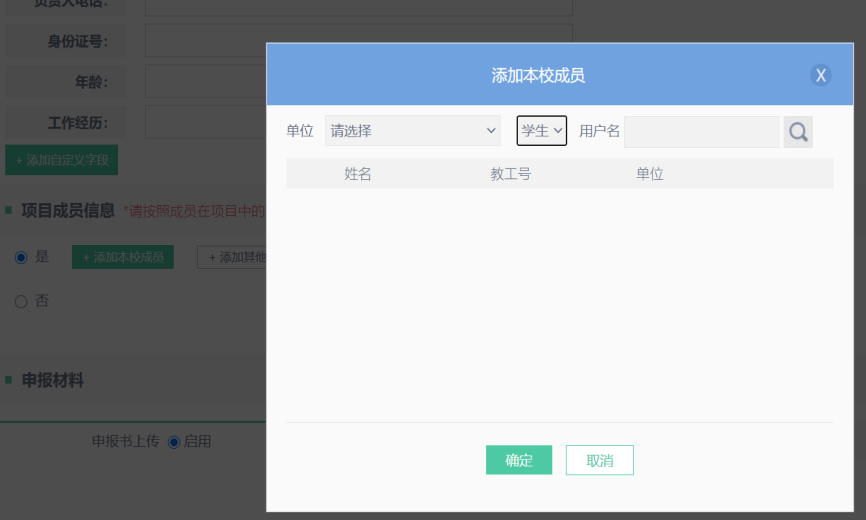 负责人电话：
身份证号：
年龄：
工作经历：
+ 添加自定义字段
项目成员信息 *请按照成员在项目中的
是 + 添加本校成员 + 添加其他
否
申报材料
申报书上传 启用
添加本校成员 X
单位 请选择 学生 用户名
姓名 教工号 单位
确定 取消